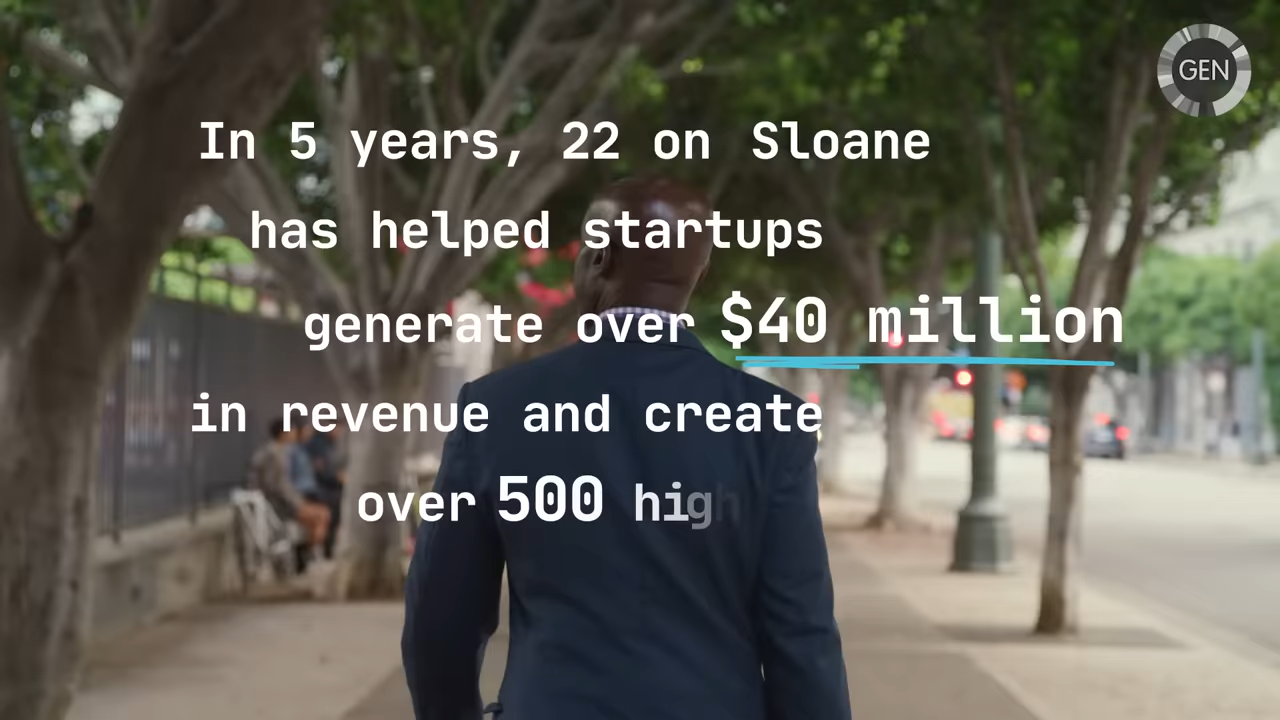 GEN
In 5 years, 22 on Sloane
has helped startups
generate over $40 million
in revenue and create
over 500 high